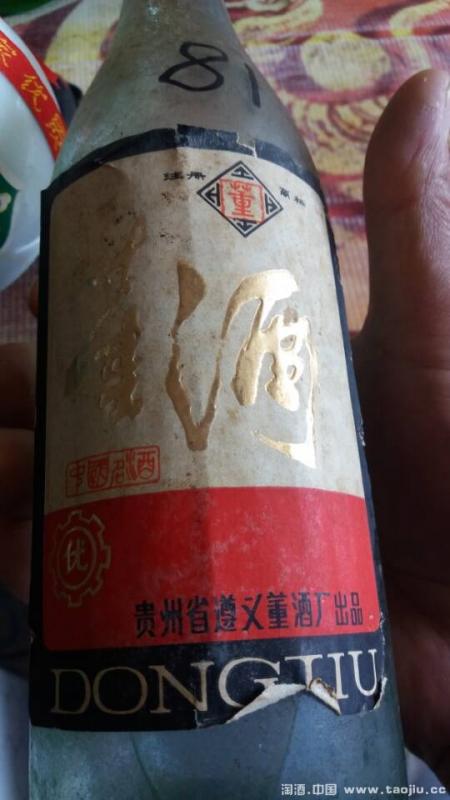 81
注册 董 商标
董酒
中國名酒
优
贵州省遵义董酒厂出品
DONGJIU
淘酒.中国 www.taojiu.cc